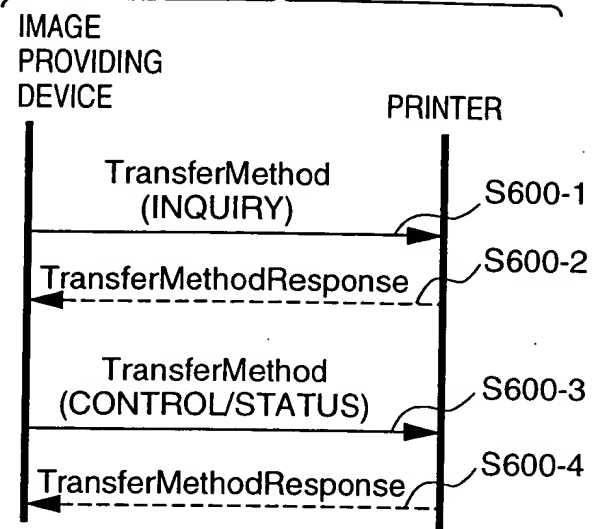 IMAGE
PROVIDING
DEVICE
PRINTER
TransferMethod
(INQUIRY)
S600-1
TransferMethodResponse
S600-2
TransferMethod
(CONTROL/STATUS)
S600-3
TransferMethodResponse
S600-4